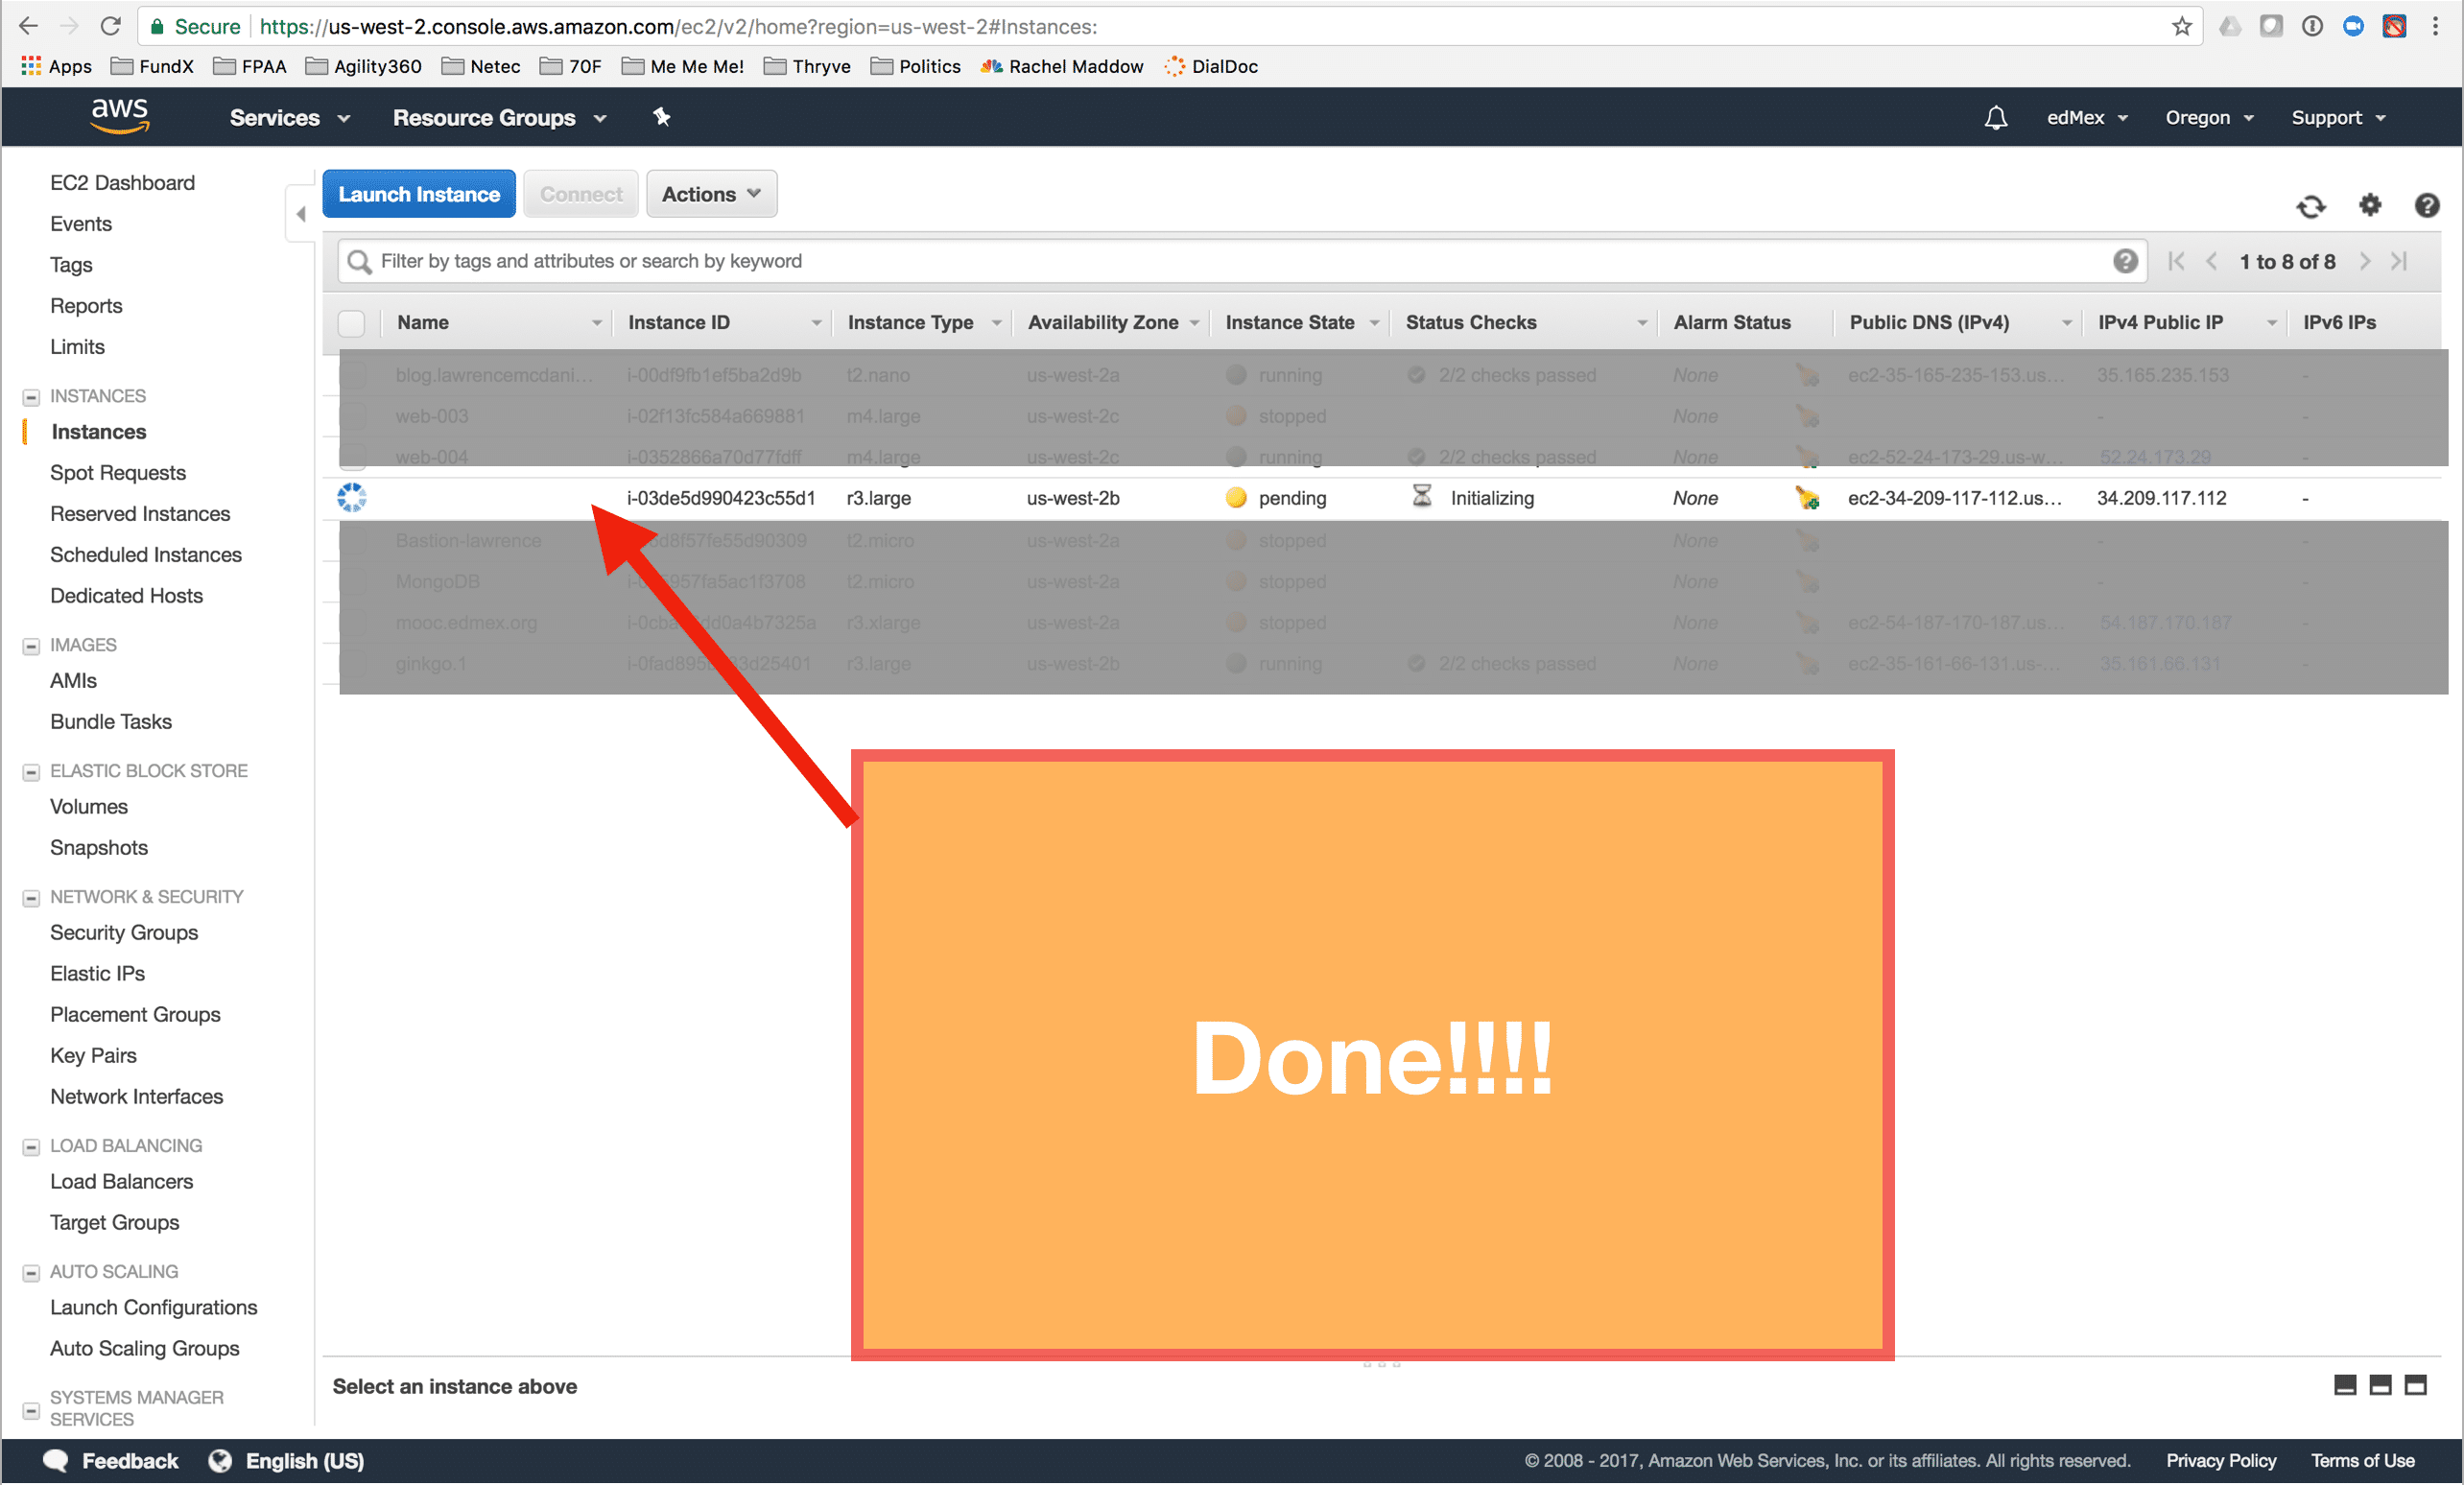 Secure https://us-west-2.console.aws.amazon.com/ec2/v2/home?region=us-west-2#Instances:
Apps FundX FPAA Agility360 Netec 70F Me Me Me! Thryve Politics Rachel Maddow DialDoc
aws Services Resource Groups edMex Oregon Support
EC2 Dashboard
Events
Tags
Reports
Limits
INSTANCES
Instances
Spot Requests
Reserved Instances
Scheduled Instances
Dedicated Hosts
IMAGES
AMIs
Bundle Tasks
ELASTIC BLOCK STORE
Volumes
Snapshots
NETWORK & SECURITY
Security Groups
Elastic IPs
Placement Groups
Key Pairs
Network Interfaces
LOAD BALANCING
Load Balancers
Target Groups
AUTO SCALING
Launch Configurations
Auto Scaling Groups
SYSTEMS MANAGER
SERVICES
Launch Instance Connect Actions
Filter by tags and attributes or search by keyword 1 to 8 of 8
Name Instance ID Instance Type Availability Zone Instance State Status Checks Alarm Status Public DNS (IPv4) IPv4 Public IP IPv6 IPs
blog.lawrencemcdani... i-00df9fb1ef5ba2d9b t2.nano us-west-2a running 2/2 checks passed None ec2-35-165-235-153.us... 35.165.235.153 -
web-003 i-02f13fc584a669881 m4.large us-west-2c stopped None - -
web-004 i-0352866a70d77fdff m4.large us-west-2c running 2/2 checks passed None ec2-52-24-173-29.us-w... 52.24.173.29 -
i-03de5d990423c55d1 r3.large us-west-2b pending Initializing None ec2-34-209-117-112.us... 34.209.117.112 -
Bastion-lawrence t2.micro us-west-2a stopped None - -
MongoDB t2.micro us-west-2a stopped None - -
mooc.edmex.org r3.xlarge us-west-2a stopped None ec2-54-187-170-187.us... 54.187.170.187 -
ginkgo.1 r3.large us-west-2b running 2/2 checks passed None ec2-35-161-66-131.us-... 35.161.66.131 -
Done!!!!
Select an instance above
Feedback English (US) © 2008 - 2017, Amazon Web Services, Inc. or its affiliates. All rights reserved. Privacy Policy Terms of Use